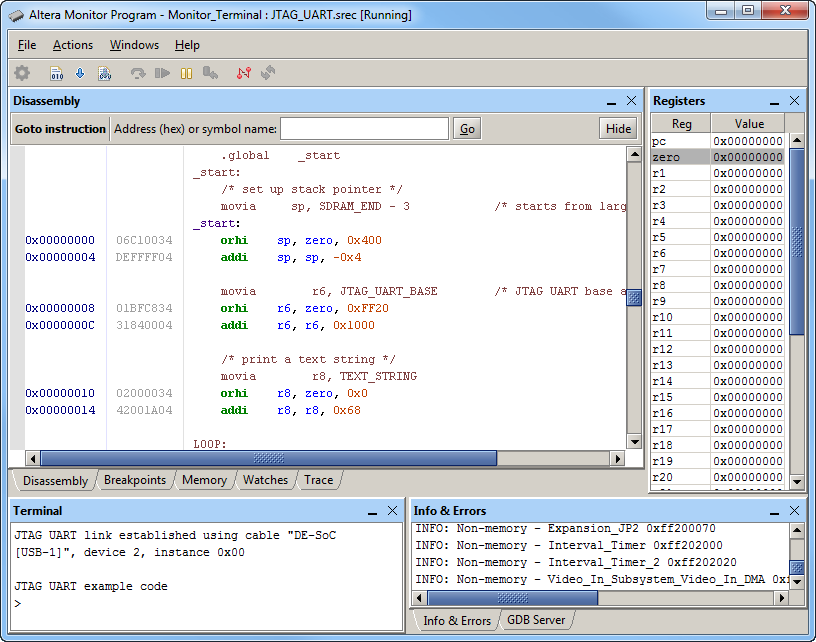 Altera Monitor Program - Monitor_Terminal : JTAG_UART.srec [Running]
File Actions Windows Help
Disassembly
Goto instruction Address (hex) or symbol name: Go Hide
.global _start
_start:
/* set up stack pointer */
movia sp, SDRAM_END - 3 /* starts from larg
_start:
0x00000000 06C10034 orhi sp, zero, 0x400
0x00000004 DEFFFF04 addi sp, sp, -0x4
movia r6, JTAG_UART_BASE /* JTAG UART base a
0x00000008 01BFC834 orhi r6, zero, 0xFF20
0x0000000C 31840004 addi r6, r6, 0x1000
/* print a text string */
movia r8, TEXT_STRING
0x00000010 02000034 orhi r8, zero, 0x0
0x00000014 42001A04 addi r8, r8, 0x68
LOOP:
Disassembly Breakpoints Memory Watches Trace
Registers
Reg Value
pc 0x00000000
zero 0x00000000
r1 0x00000000
r2 0x00000000
r3 0x00000000
r4 0x00000000
r5 0x00000000
r6 0x00000000
r7 0x00000000
r8 0x00000000
r9 0x00000000
r10 0x00000000
r11 0x00000000
r12 0x00000000
r13 0x00000000
r14 0x00000000
r15 0x00000000
r16 0x00000000
r17 0x00000000
r18 0x00000000
r19 0x00000000
r20 0x00000000
Terminal
JTAG UART link established using cable "DE-SoC
[USB-1]", device 2, instance 0x00
JTAG UART example code
>
Info & Errors
INFO: Non-memory - Expansion_JP2 0xff200070
INFO: Non-memory - Interval_Timer 0xff202000
INFO: Non-memory - Interval_Timer_2 0xff202020
INFO: Non-memory - Video_In_Subsystem_Video_In_DMA 0xf
Info & Errors GDB Server